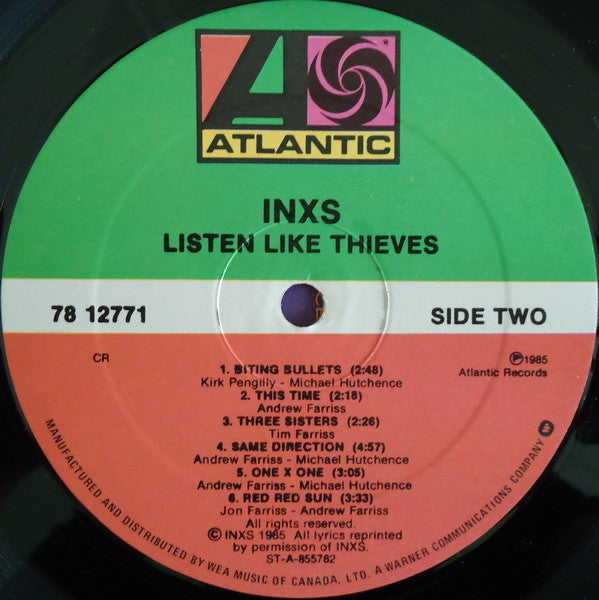 ATLANTIC
INXS
LISTEN LIKE THIEVES
78 12771
SIDE TWO
CR
℗1985
Atlantic Records
1. BITING BULLETS (2:48)
Kirk Pengilly - Michael Hutchence
2. THIS TIME (2:18)
Andrew Farriss
3. THREE SISTERS (2:26)
Tim Farriss
4. SAME DIRECTION (4:57)
Andrew Farriss - Michael Hutchence
5. ONE X ONE (3:05)
Andrew Farriss - Michael Hutchence
6. RED RED SUN (3:33)
Jon Farriss - Andrew Farriss
All rights reserved.
© INXS 1985 All lyrics reprinted
by permission of INXS.
ST-A-855782
MANUFACTURED AND DISTRIBUTED BY WEA MUSIC OF CANADA, LTD. A WARNER COMMUNICATIONS COMPANY